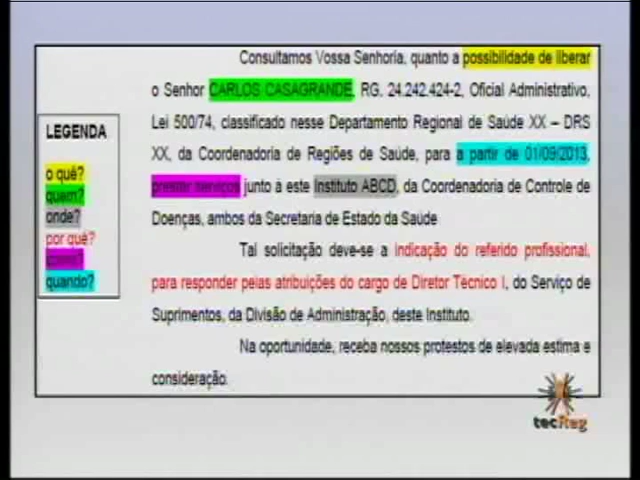 Consultamos Vossa Senhoria, quanto a possibilidade de liberar
o Senhor CARLOS CASAGRANDE, RG. 24.242.424-2, Oficial Administrativo,
Lei 500/74, classificado nesse Departamento Regional de Saúde XX – DRS
XX, da Coordenadoria de Regiões de Saúde, para a partir de 01/09/2013,
prestar serviços junto à este Instituto ABCD, da Coordenadoria de Controle de
Doenças, ambos da Secretaria de Estado da Saúde
Tal solicitação deve-se a indicação do referido profissional,
para responder pelas atribuições do cargo de Diretor Técnico I, do Serviço de
Suprimentos, da Divisão de Administração, deste Instituto.
Na oportunidade, receba nossos protestos de elevada estima e
consideração.
LEGENDA
o quê?
quem?
onde?
por quê?
como?
quando?
tecReg